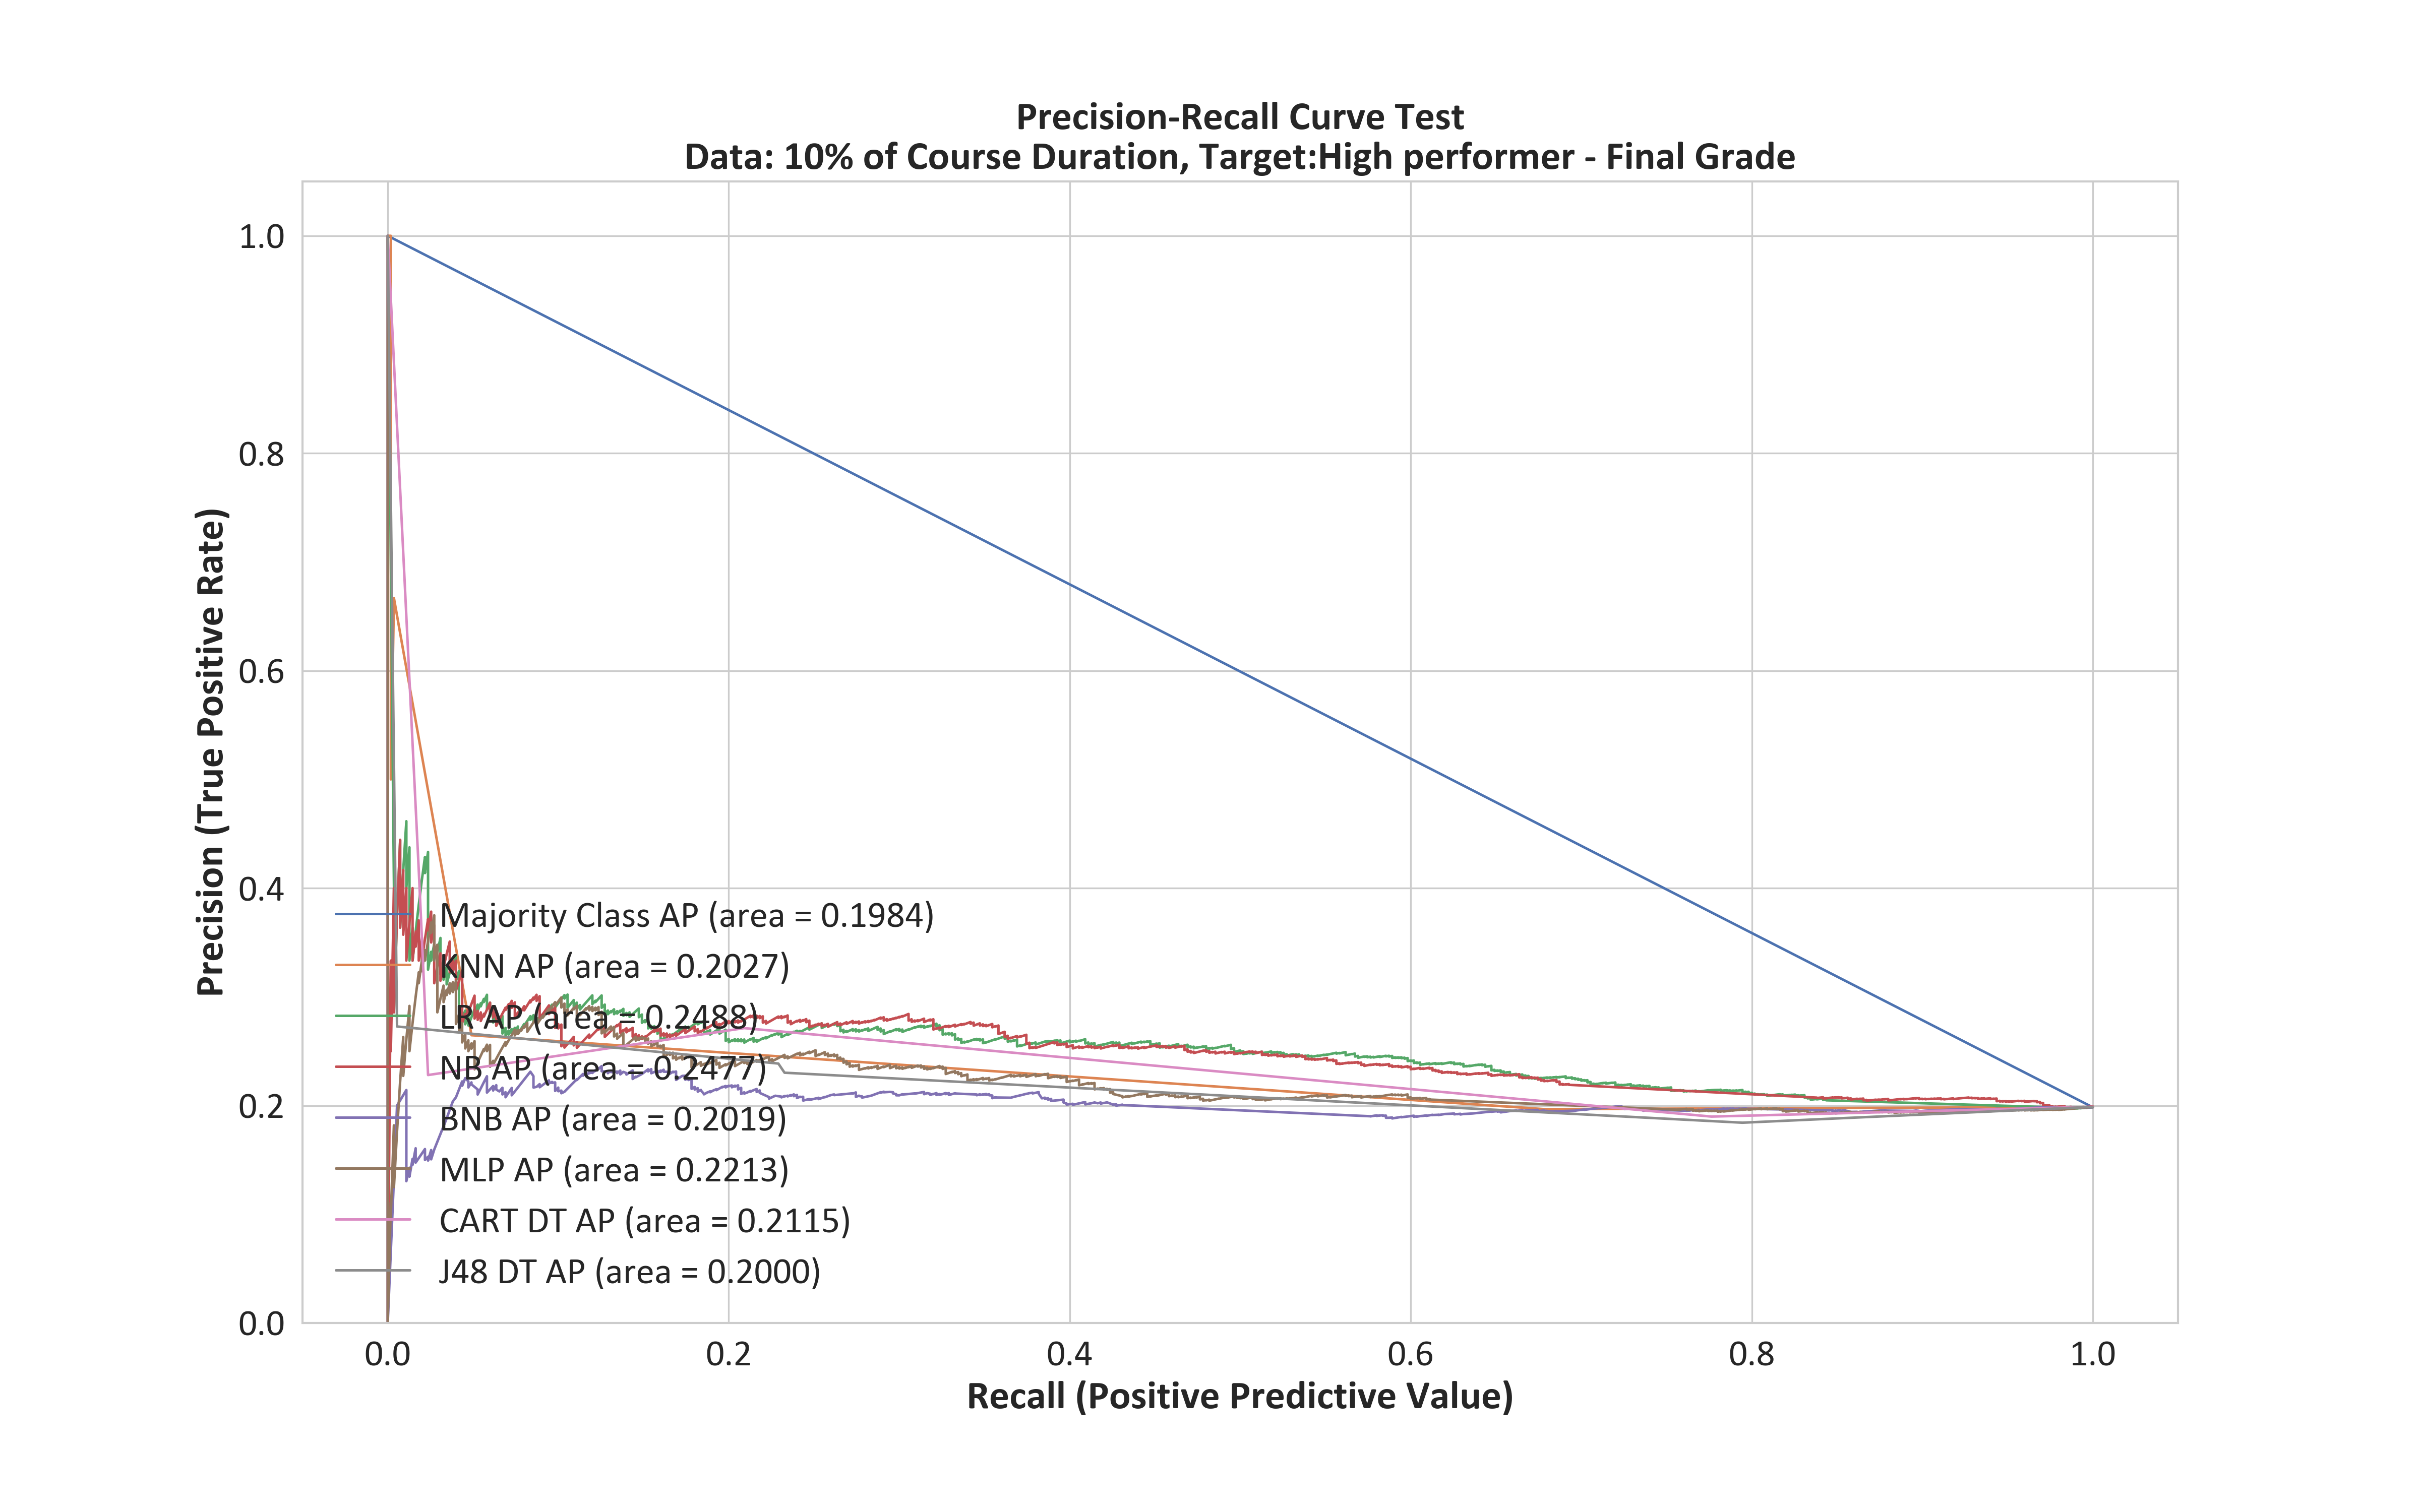 Precision-Recall Curve Test
Data: 10% of Course Duration, Target:High performer - Final Grade
1.0
0.8
0.6
0.4
0.2
0.0
Precision (True Positive Rate)
Majority Class AP (area = 0.1984)
KNN AP (area = 0.2027)
LR AP (area = 0.2488)
NB AP (area = 0.2477)
BNB AP (area = 0.2019)
MLP AP (area = 0.2213)
CART DT AP (area = 0.2115)
J48 DT AP (area = 0.2000)
0.0 0.2 0.4 0.6 0.8 1.0
Recall (Positive Predictive Value)